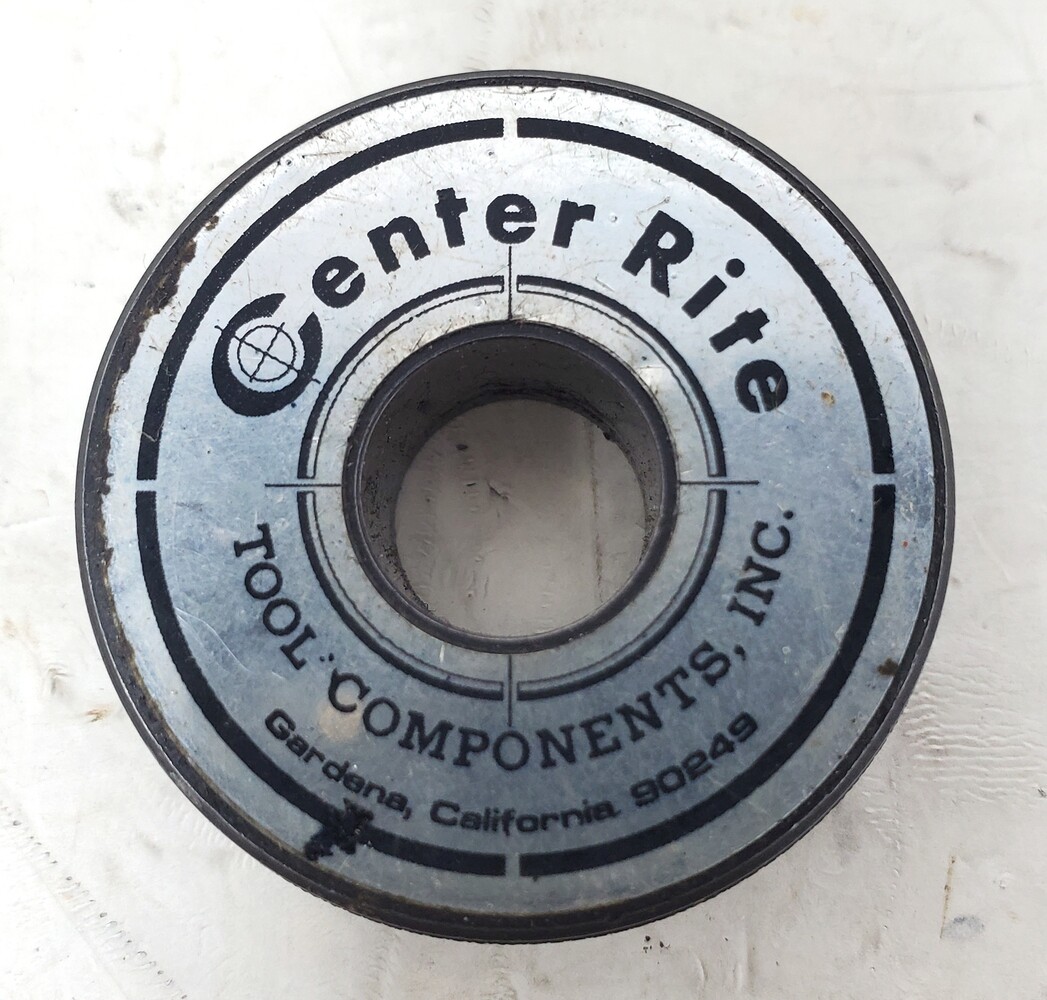 Center Rite
TOOL COMPONENTS, INC.
Gardena, California 90249